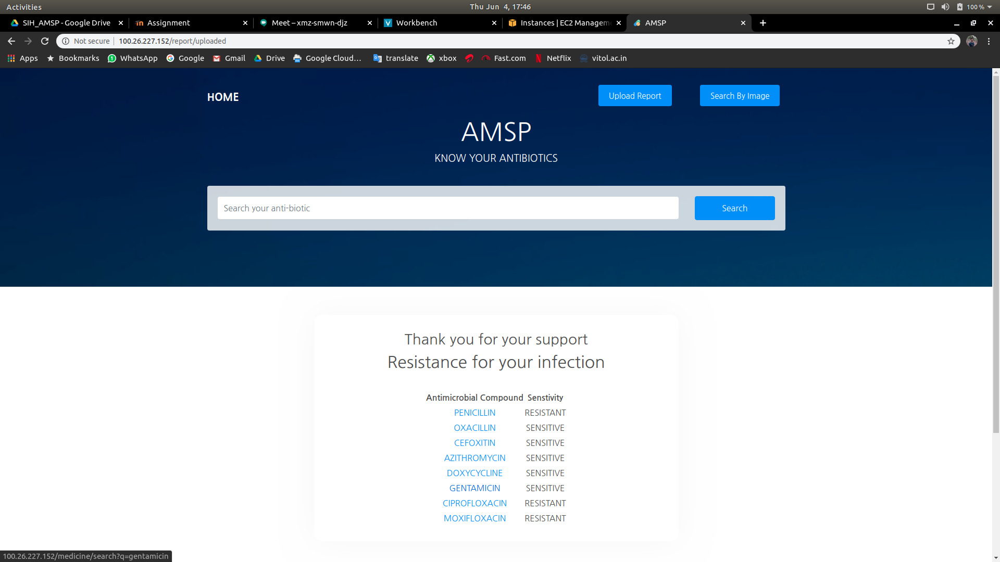 Activities
Thu Jun 4, 17:46
100 %
SIH_AMSP - Google Drive
Assignment
Meet – xmz-smwn-djz
Workbench
Instances | EC2 Managem
AMSP
Not secure
100.26.227.152/report/uploaded
Apps
Bookmarks
WhatsApp
Google
Gmail
Drive
Google Cloud...
translate
xbox
Fast.com
Netflix
vitol.ac.in
HOME
Upload Report
Search By Image
AMSP
KNOW YOUR ANTIBIOTICS
Search your anti-biotic
Search
Thank you for your support
Resistance for your infection
Antimicrobial Compound Senstivity
PENICILLIN RESISTANT
OXACILLIN SENSITIVE
CEFOXITIN SENSITIVE
AZITHROMYCIN SENSITIVE
DOXYCYCLINE SENSITIVE
GENTAMICIN SENSITIVE
CIPROFLOXACIN RESISTANT
MOXIFLOXACIN RESISTANT
100.26.227.152/medicine/search?q=gentamicin